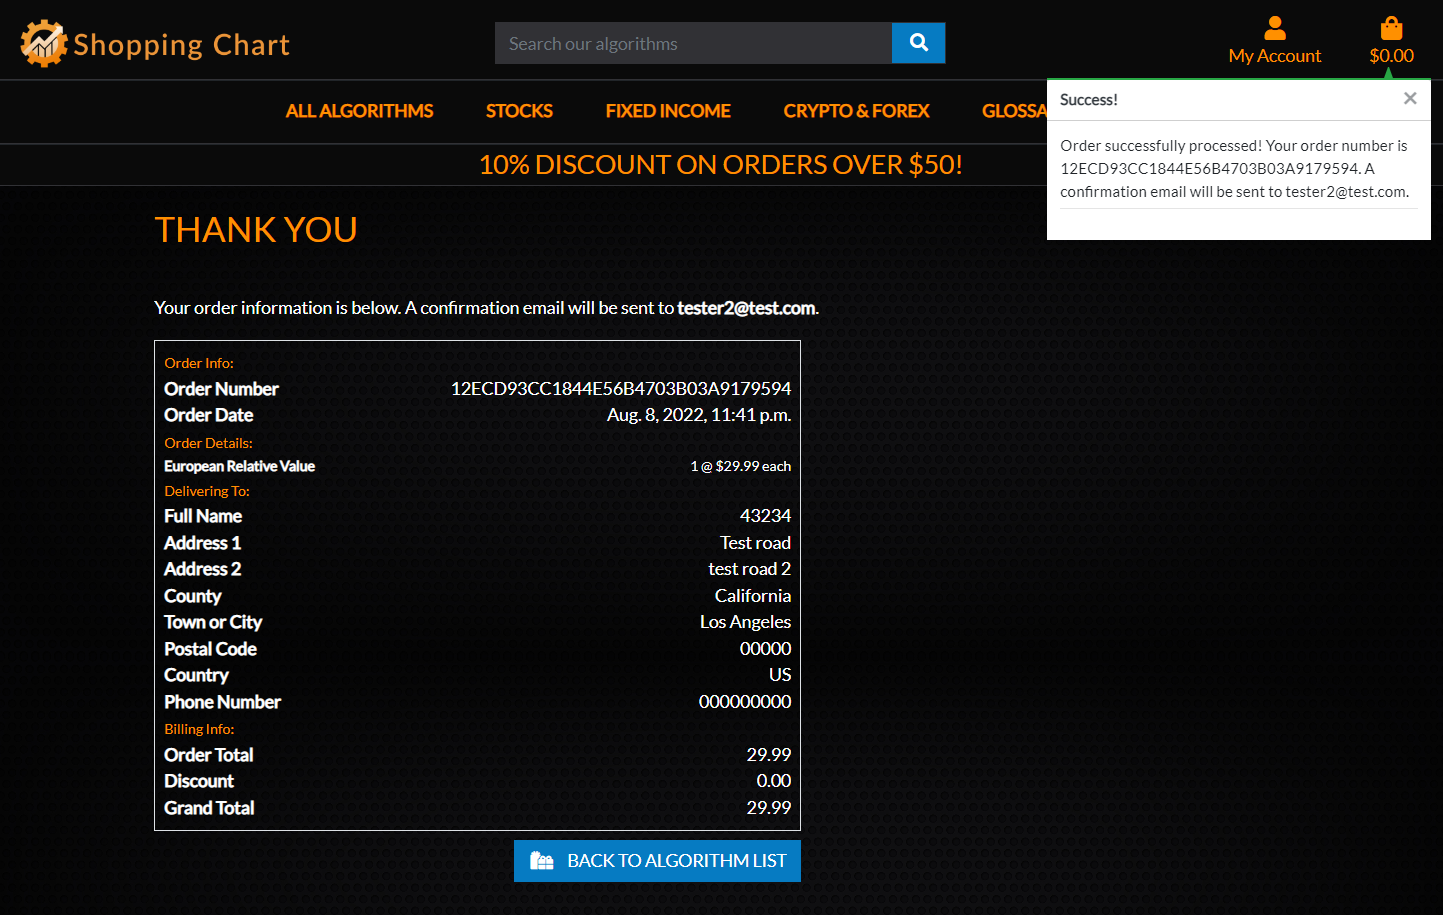 Shopping Chart
Search our algorithms
My Account
$0.00
ALL ALGORITHMS STOCKS FIXED INCOME CRYPTO & FOREX GLOSSA
Success! ×
Order successfully processed! Your order number is
12ECD93CC1844E56B4703B03A9179594. A
confirmation email will be sent to tester2@test.com.
10% DISCOUNT ON ORDERS OVER $50!
THANK YOU
Your order information is below. A confirmation email will be sent to tester2@test.com.
Order Info:
Order Number 12ECD93CC1844E56B4703B03A9179594
Order Date Aug. 8, 2022, 11:41 p.m.
Order Details:
European Relative Value 1 @ $29.99 each
Delivering To:
Full Name 43234
Address 1 Test road
Address 2 test road 2
County California
Town or City Los Angeles
Postal Code 00000
Country US
Phone Number 000000000
Billing Info:
Order Total 29.99
Discount 0.00
Grand Total 29.99
BACK TO ALGORITHM LIST